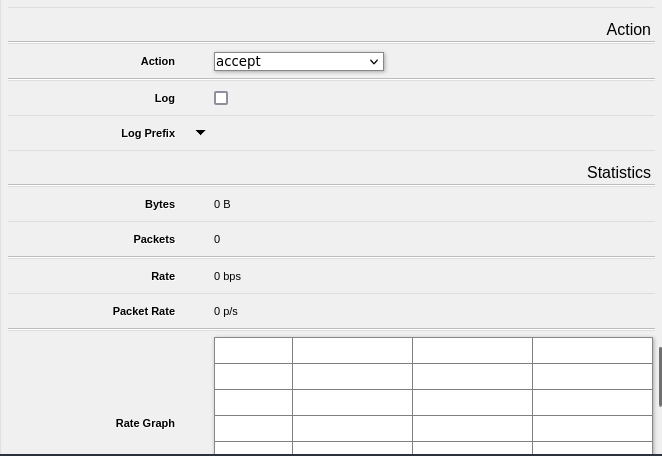 Action
Action accept
Log
Log Prefix
Statistics
Bytes 0 B
Packets 0
Rate 0 bps
Packet Rate 0 p/s
Rate Graph